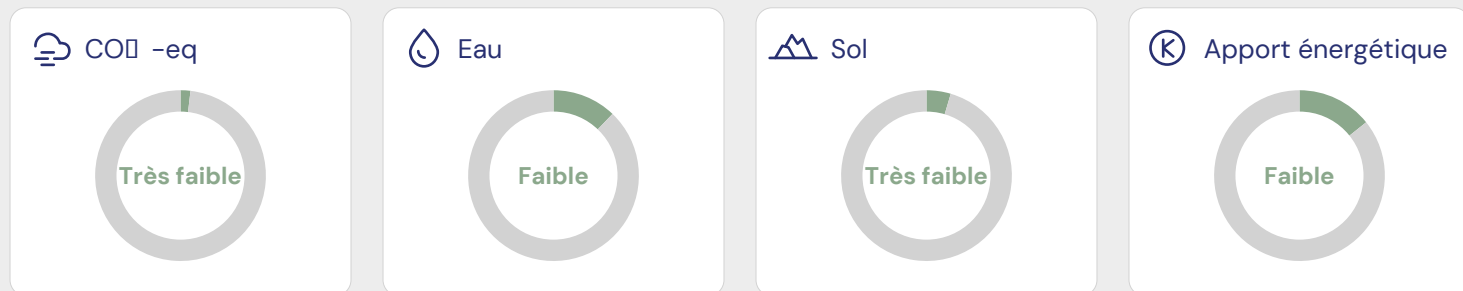 CO▯ -eq
Très faible
Eau
Faible
Sol
Très faible
Apport énergétique
Faible